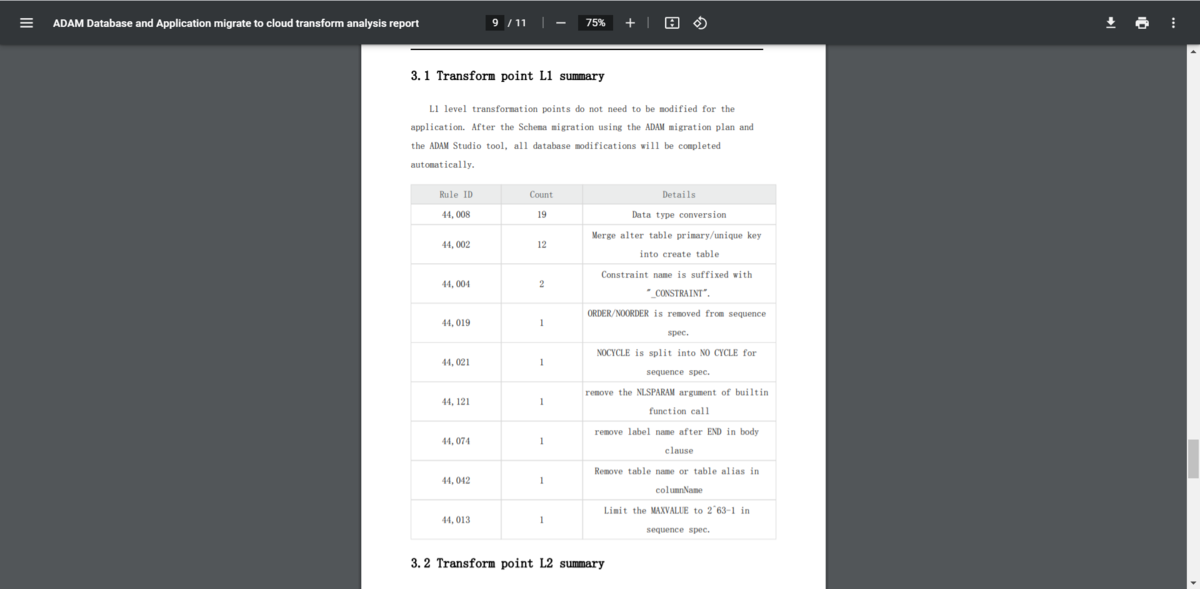 ADAM Database and Application migrate to cloud transform analysis report
9 / 11
75%
3.1 Transform point L1 summary
L1 level transformation points do not need to be modified for the
application. After the Schema migration using the ADAM migration plan and
the ADAM Studio tool, all database modifications will be completed
automatically.
Rule ID Count Details
44,008 19 Data type conversion
44,002 12 Merge alter table primary/unique key
into create table
44,004 2 Constraint name is suffixed with
"_CONSTRAINT".
44,019 1 ORDER/NOORDER is removed from sequence
spec.
44,021 1 NOCYCLE is split into NO CYCLE for
sequence spec.
44,121 1 remove the NLSPARAM argument of builtin
function call
44,074 1 remove label name after END in body
clause
44,042 1 Remove table name or table alias in
columnName
44,013 1 Limit the MAXVALUE to 2^63-1 in
sequence spec.
3.2 Transform point L2 summary